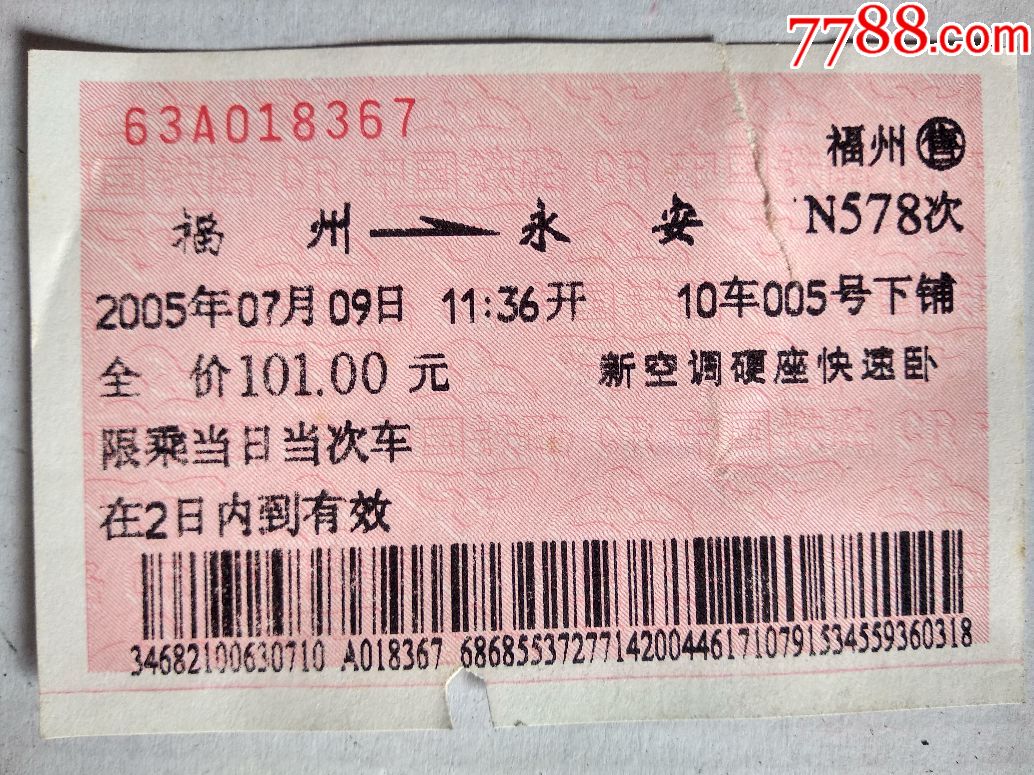 7788.com
63A018367
福州 售
福 州 永 安 N578次
2005年07月09日 11:36开 10车005号下铺
全 价101.00 元 新空调硬座快速卧
限乘当日当次车
在2日内到有效
34682100630710 A018367 68685537277142004461710791534559360318